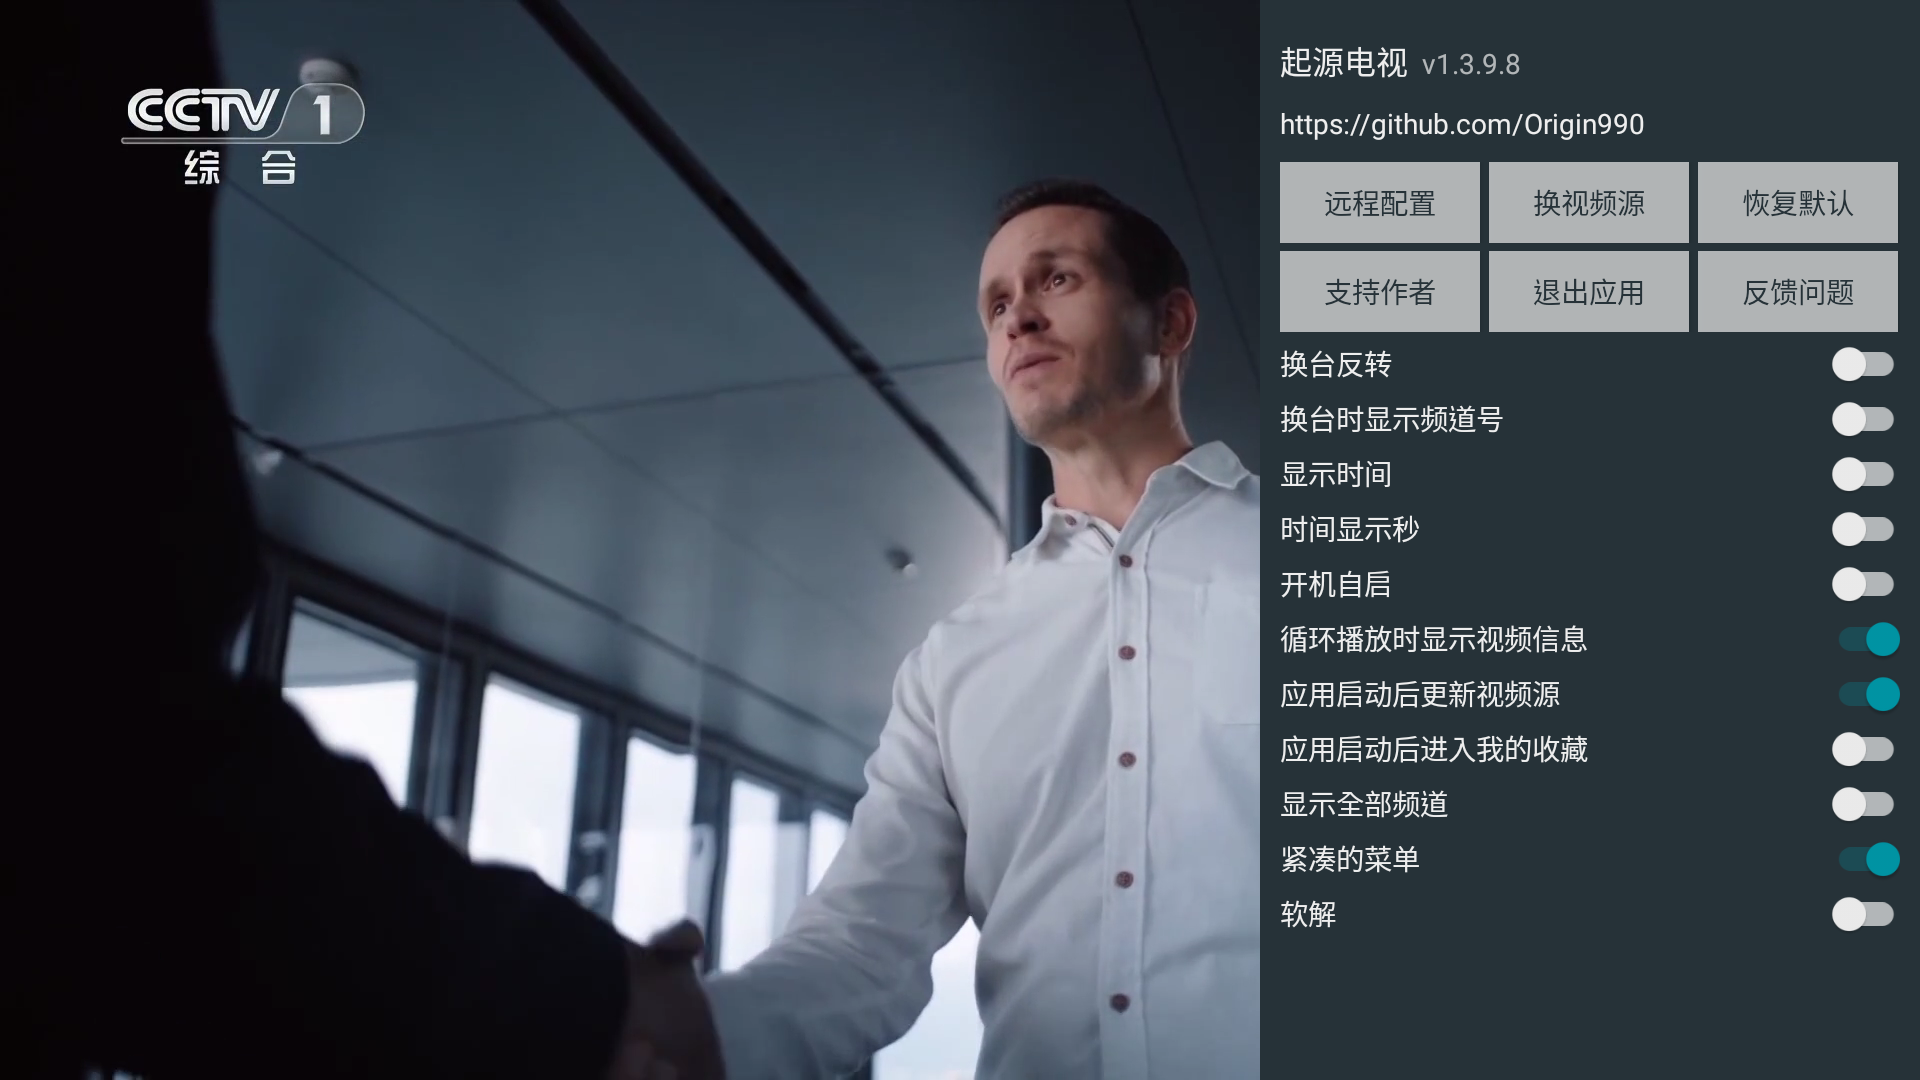 CCTV 1
综 合
起源电视 v1.3.9.8
https://github.com/Origin990
远程配置 换视频源 恢复默认
支持作者 退出应用 反馈问题
换台反转
换台时显示频道号
显示时间
时间显示秒
开机自启
循环播放时显示视频信息
应用启动后更新视频源
应用启动后进入我的收藏
显示全部频道
紧凑的菜单
软解